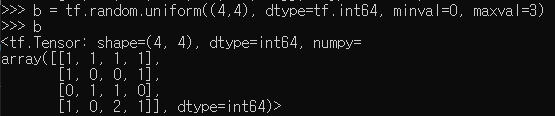 >>> b = tf.random.uniform((4,4), dtype=tf.int64, minval=0, maxval=3)
>>> b
<tf.Tensor: shape=(4, 4), dtype=int64, numpy=
array([[1, 1, 1, 1],
       [1, 0, 0, 1],
       [0, 1, 1, 0],
       [1, 0, 2, 1]], dtype=int64)>